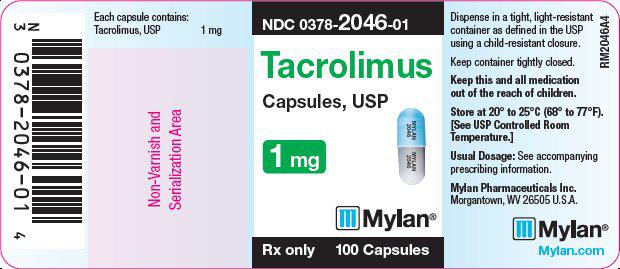 N
3 0378-2046-01 4
Each capsule contains:
Tacrolimus, USP 1 mg
Non-Varnish and
Serialization Area
NDC 0378-2046-01
Tacrolimus
Capsules, USP
MYLAN
2046
MYLAN
2046
1 mg
Mylan®
Rx only 100 Capsules
Dispense in a tight, light-resistant
container as defined in the USP
using a child-resistant closure.
Keep container tightly closed.
Keep this and all medication
out of the reach of children.
Store at 20° to 25°C (68° to 77°F).
[See USP Controlled Room
Temperature.]
Usual Dosage: See accompanying
prescribing information.
Mylan Pharmaceuticals Inc.
Morgantown, WV 26505 U.S.A.
Mylan®
Mylan.com
RM2046A4